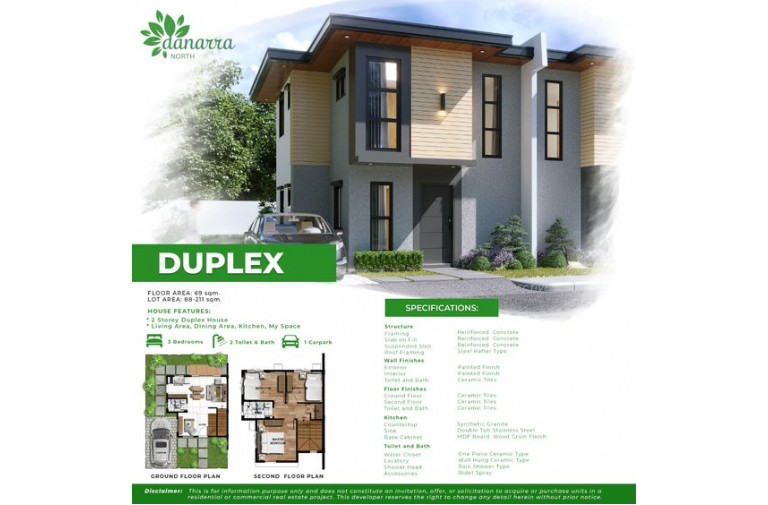 danarra
NORTH
DUPLEX
FLOOR AREA: 69 sqm.
LOT AREA: 88-211 sqm.
HOUSE FEATURES:
* 2 Storey Duplex House
* Living Area, Dining Area, Kitchen, My Space
3 Bedrooms 2 Toilet & Bath 1 Carpark
GROUND FLOOR PLAN SECOND FLOOR PLAN
SPECIFICATIONS:
Structure
Framing Reinforced Concrete
Slab on Fill Reinforced Concrete
Suspended Slab Reinforced Concrete
Roof Framing Steel Rafter Type
Wall Finishes
Exterior Painted Finish
Interior Painted Finish
Toilet and Bath Ceramic Tiles
Floor Finishes
Ground Floor Ceramic Tiles
Second Floor Ceramic Tiles
Toilet and Bath Ceramic Tiles
Kitchen
Countertop Synthetic Granite
Sink Double Tub Stainless Steel
Base Cabinet MDF Board Wood Grain Finish
Toilet and Bath
Water Closet One Piece Ceramic Type
Lavatory Wall Hung Ceramic Type
Shower Head Rain Shower Type
Accessories Bidet Spray
Disclaimer: This is for information purpose only and does not constitute an invitation, offer, or solicitation to acquire or purchase units in a
residential or commercial real estate project. This developer reserves the right to change any detail herein without prior notice.